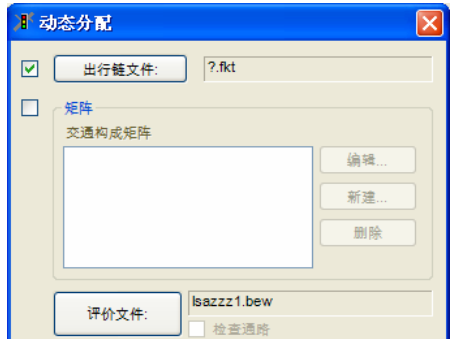 动态分配
出行链文件: ?.fkt
矩阵
交通构成矩阵
编辑...
新建...
删除
评价文件: lsazzz1.bew
检查通路